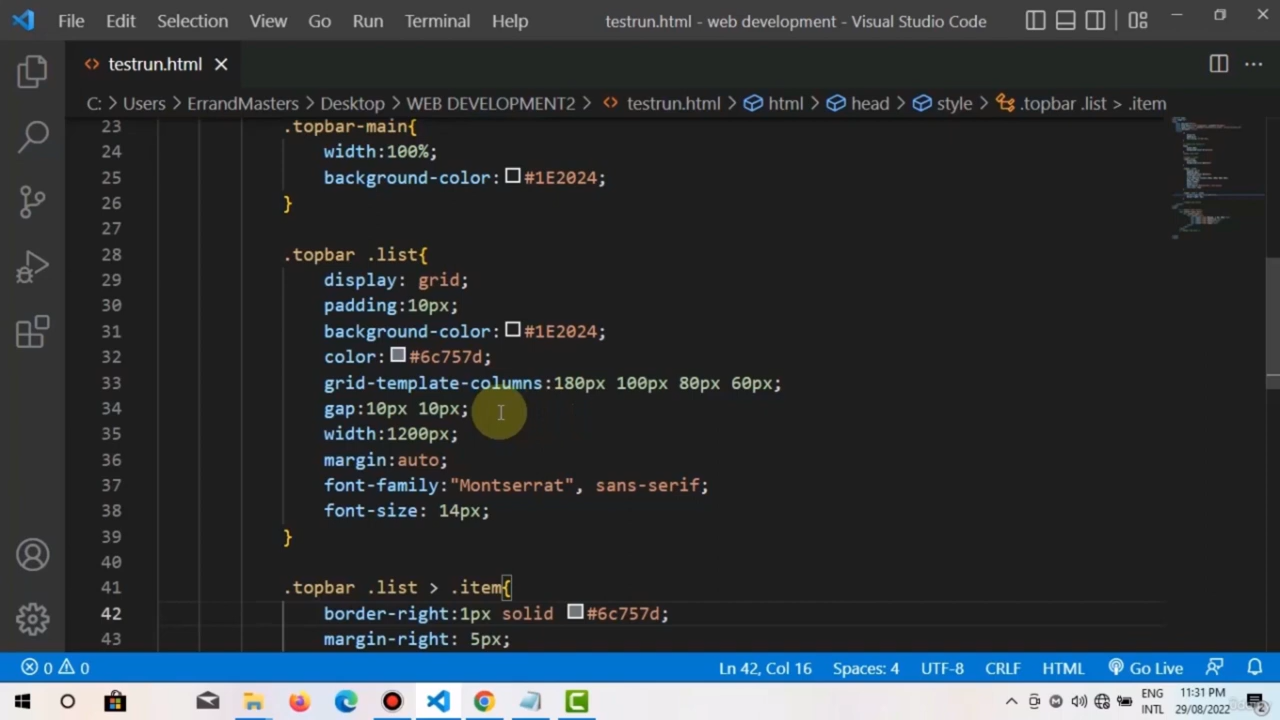 File Edit Selection View Go Run Terminal Help testrun.html - web development - Visual Studio Code
testrun.html
C: > Users > ErrandMasters > Desktop > WEB DEVELOPMENT2 > testrun.html > html > head > style > .topbar .list > .item
23 .topbar-main{
24 width:100%;
25 background-color:#1E2024;
26 }
27
28 .topbar .list{
29 display: grid;
30 padding:10px;
31 background-color:#1E2024;
32 color:#6c757d;
33 grid-template-columns:180px 100px 80px 60px;
34 gap:10px 10px;
35 width:1200px;
36 margin:auto;
37 font-family:"Montserrat", sans-serif;
38 font-size: 14px;
39 }
40
41 .topbar .list > .item{
42 border-right:1px solid #6c757d;
43 margin-right: 5px;
0 0 Ln 42, Col 16 Spaces: 4 UTF-8 CRLF HTML Go Live
ENG 11:31 PM
INTL 29/08/2022 2